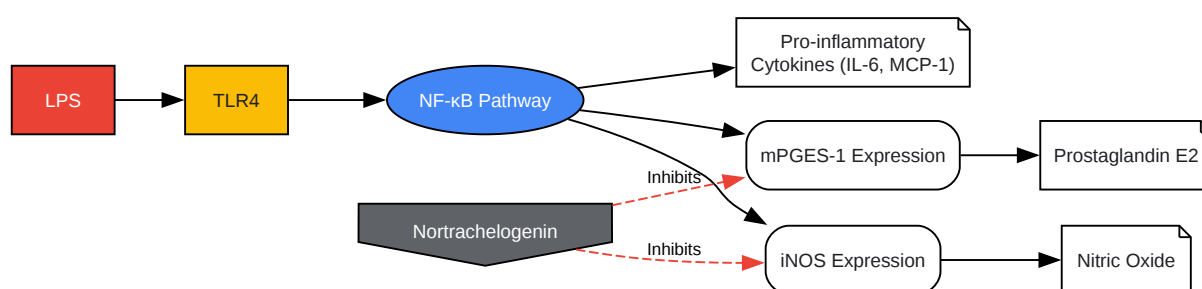 Pro-inflammatory
Cytokines (IL-6, MCP-1)
LPS
TLR4
NF-κB Pathway
mPGES-1 Expression
Prostaglandin E2
Inhibits
Nortrachelogenin
Inhibits
iNOS Expression
Nitric Oxide